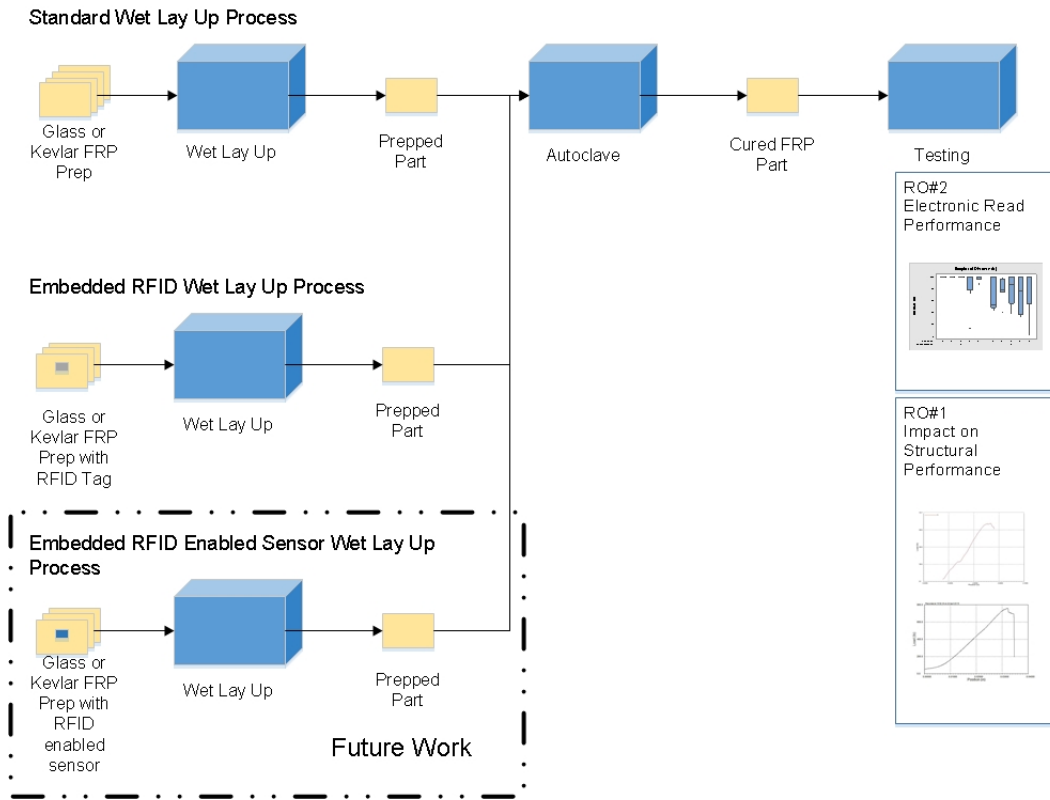 Standard Wet Lay Up Process
Glass or
Kevlar FRP
Prep
Wet Lay Up
Prepped
Part
Autoclave
Cured FRP
Part
Testing
RO#2
Electronic Read
Performance
Embedded RFID Wet Lay Up Process
Glass or
Kevlar FRP
Prep with
RFID Tag
Wet Lay Up
Prepped
Part
RO#1
Impact on
Structural
Performance
Embedded RFID Enabled Sensor Wet Lay Up
Process
Glass or
Kevlar FRP
Prep with
RFID
enabled
sensor
Wet Lay Up
Prepped
Part
Future Work